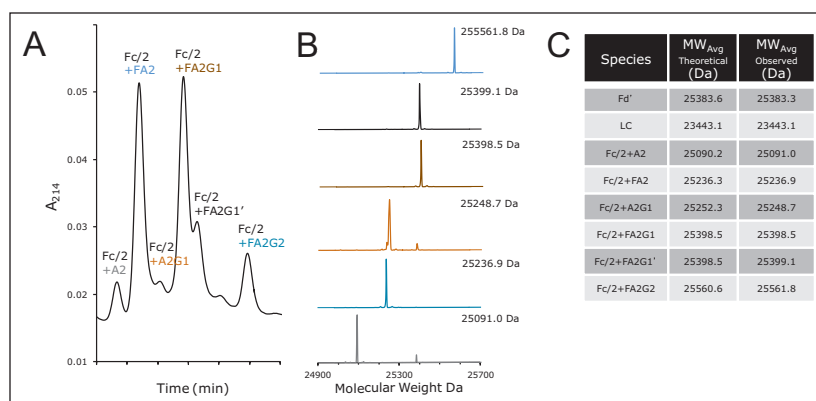 A
Fc/2
+FA2
Fc/2
+FA2G1
Fc/2
+FA2G1'
Fc/2
+FA2G2
Fc/2
+A2
Fc/2
+A2G1
0.05
0.04
0.03
0.02
0.01
A214
Time (min)
B
255561.8 Da
25399.1 Da
25398.5 Da
25248.7 Da
25236.9 Da
25091.0 Da
24900 25300 25700
Molecular Weight Da
C
Species MWAvg Theoretical (Da) MWAvg Observed (Da)
Fd' 25383.6 25383.3
LC 23443.1 23443.1
Fc/2+A2 25090.2 25091.0
Fc/2+FA2 25236.3 25236.9
Fc/2+A2G1 25252.3 25248.7
Fc/2+FA2G1 25398.5 25398.5
Fc/2+FA2G1' 25398.5 25399.1
Fc/2+FA2G2 25560.6 25561.8